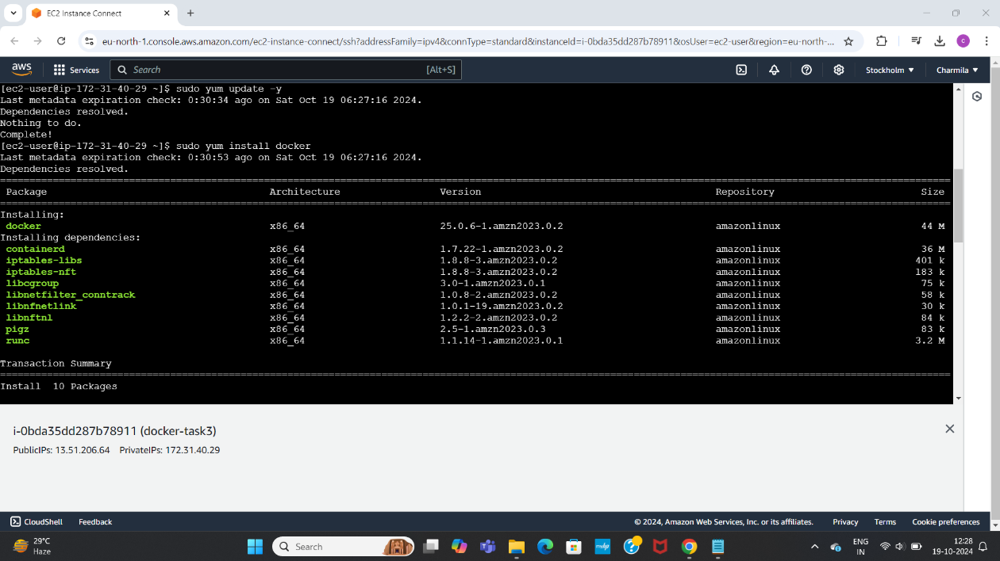 EC2 Instance Connect
eu-north-1.console.aws.amazon.com/ec2-instance-connect/ssh?addressFamily=ipv4&connType=standard&instanceId=i-0bda35dd287b78911&osUser=ec2-user&region=eu-north-...
C
aws Services Search [Alt+S] Stockholm Charmila
[ec2-user@ip-172-31-40-29 ~]$ sudo yum update -y
Last metadata expiration check: 0:30:34 ago on Sat Oct 19 06:27:16 2024.
Dependencies resolved.
Nothing to do.
Complete!
[ec2-user@ip-172-31-40-29 ~]$ sudo yum install docker
Last metadata expiration check: 0:30:53 ago on Sat Oct 19 06:27:16 2024.
Dependencies resolved.
Package Architecture Version Repository Size
Installing:
docker x86_64 25.0.6-1.amzn2023.0.2 amazonlinux 44 M
Installing dependencies:
containerd x86_64 1.7.22-1.amzn2023.0.2 amazonlinux 36 M
iptables-libs x86_64 1.8.8-3.amzn2023.0.2 amazonlinux 401 k
iptables-nft x86_64 1.8.8-3.amzn2023.0.2 amazonlinux 183 k
libcgroup x86_64 3.0-1.amzn2023.0.1 amazonlinux 75 k
libnetfilter_conntrack x86_64 1.0.8-2.amzn2023.0.2 amazonlinux 58 k
libnfnetlink x86_64 1.0.1-19.amzn2023.0.2 amazonlinux 30 k
libnftnl x86_64 1.2.2-2.amzn2023.0.2 amazonlinux 84 k
pigz x86_64 2.5-1.amzn2023.0.3 amazonlinux 83 k
runc x86_64 1.1.14-1.amzn2023.0.1 amazonlinux 3.2 M
Transaction Summary
Install 10 Packages
i-0bda35dd287b78911 (docker-task3)
PublicIPs: 13.51.206.64 PrivateIPs: 172.31.40.29
CloudShell Feedback © 2024, Amazon Web Services, Inc. or its affiliates. Privacy Terms Cookie preferences
29°C
Haze
Search
ENG
IN
12:28
19-10-2024